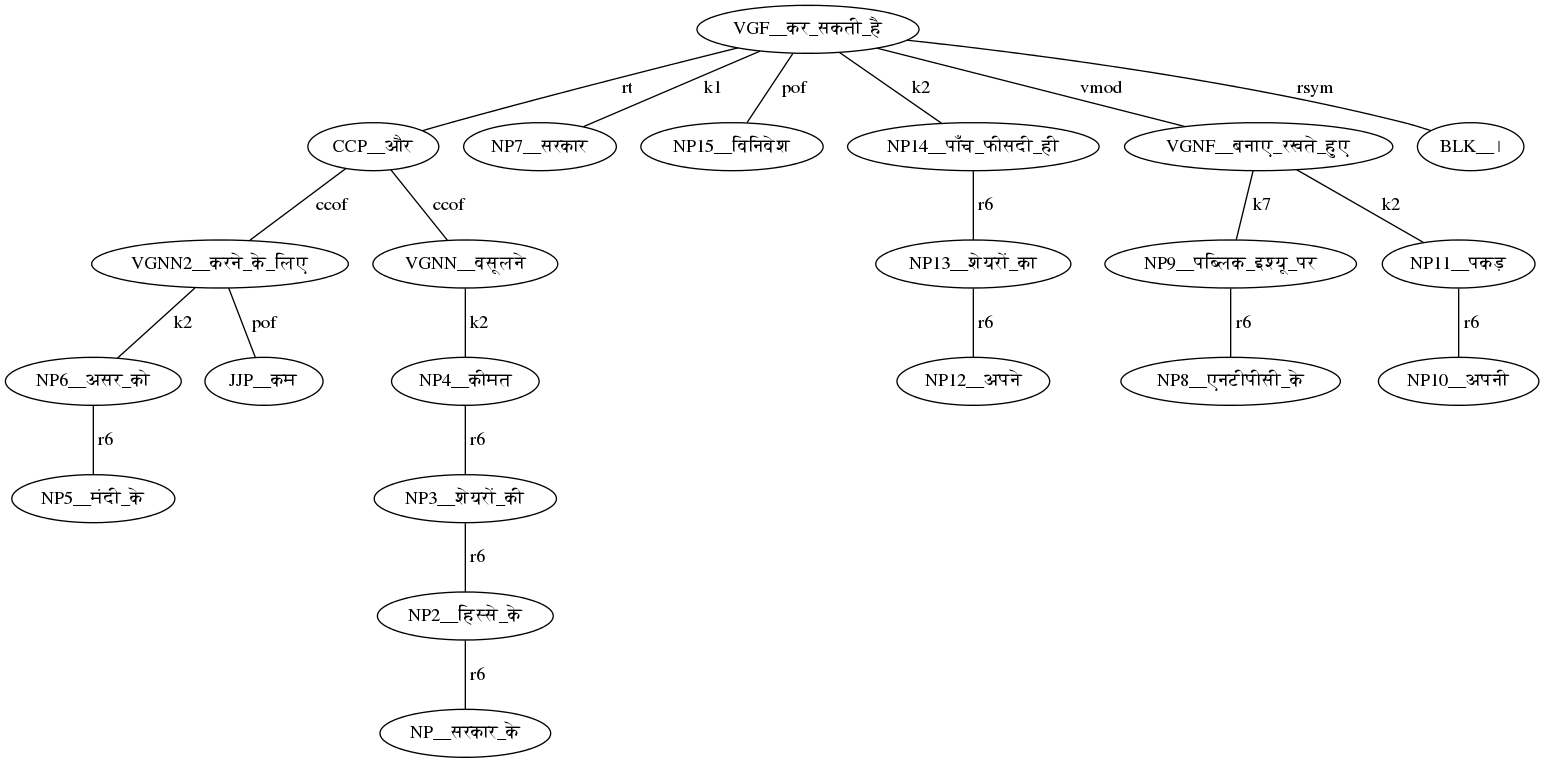 VGF__कर_सकती_है
rt k1 pof k2 vmod rsym
CCP__और NP7__सरकार NP15__विनिवेश NP14__पाँच_फीसदी_ही VGNF__बनाए_रखते_हुए BLK__।
ccof ccof r6 k7 k2
VGNN2__करने_के_लिए VGNN__वसूलने NP13__शेयरों_का NP9__पब्लिक_इश्यू_पर NP11__पकड़
k2 pof k2 r6 r6 r6
NP6__असर_को JJP__कम NP4__कीमत NP12__अपने NP8__एनटीपीसी_के NP10__अपनी
r6 r6
NP5__मंदी_के NP3__शेयरों_की
r6
NP2__हिस्से_के
r6
NP__सरकार_के